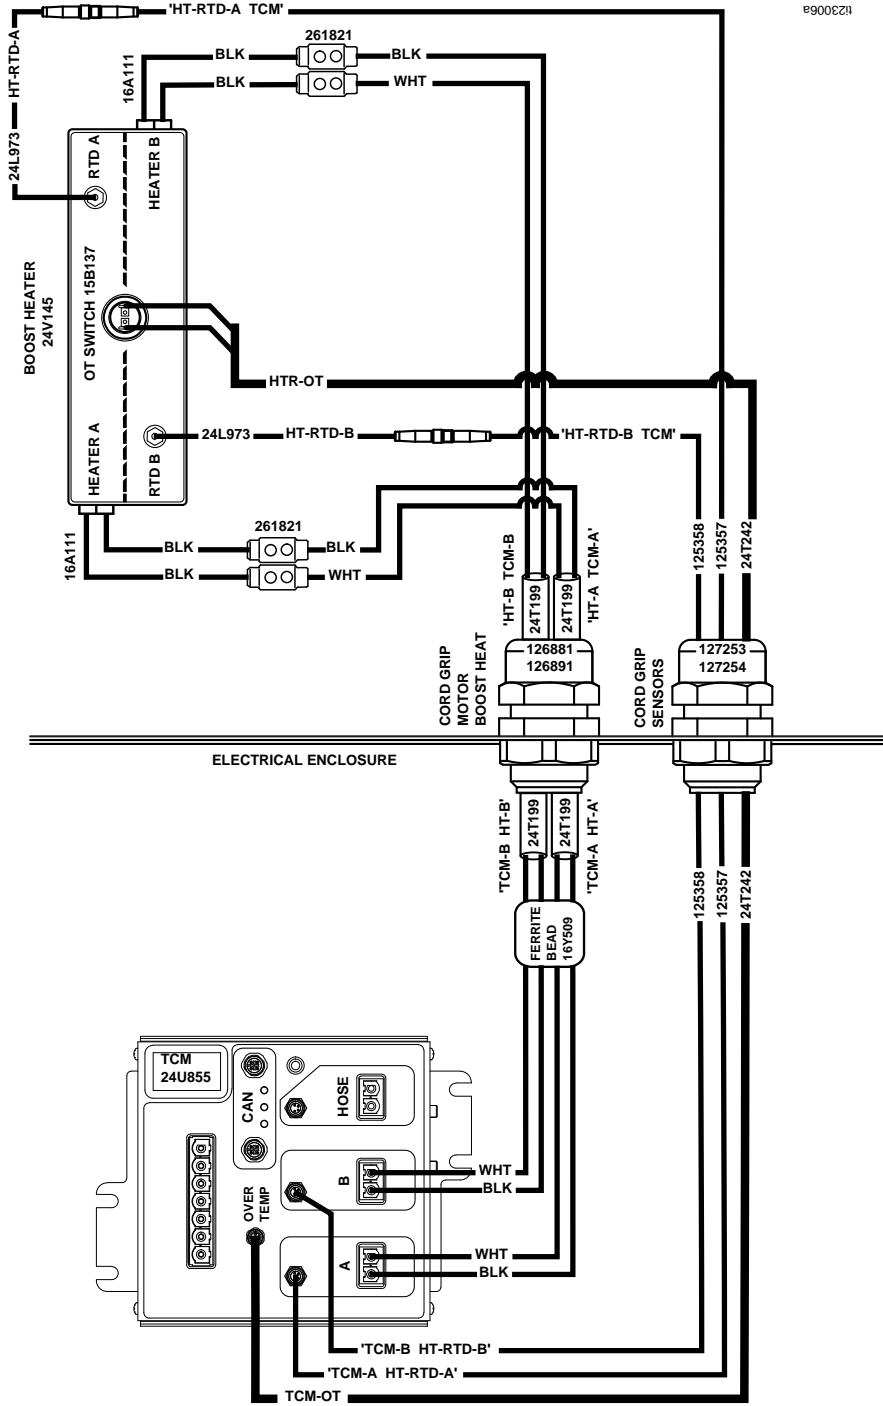 'HT-RTD-A TCM'
ti23006a
HT-RTD-A
24L973
16A111
BLK
261821
BLK
BLK
WHT
RTD A
HEATER B
BOOST HEATER
24V145
OT SWITCH 15B137
HTR-OT
HEATER A
RTD B
24L973
HT-RTD-B
'HT-RTD-B TCM'
16A111
BLK
261821
BLK
BLK
WHT
'HT-B TCM-B
24T199
24T199
'HT-A TCM-A'
125358
125357
24T242
CORD GRIP
MOTOR
BOOST HEAT
126881
126891
CORD GRIP
SENSORS
127253
127254
ELECTRICAL ENCLOSURE
'TCM-B HT-B'
24T199
24T199
'TCM-A HT-A'
125358
125357
24T242
FERRITE
BEAD
16Y509
TCM
24U855
CAN
HOSE
B
WHT
BLK
OVER
TEMP
A
WHT
BLK
'TCM-B HT-RTD-B'
'TCM-A HT-RTD-A'
TCM-OT